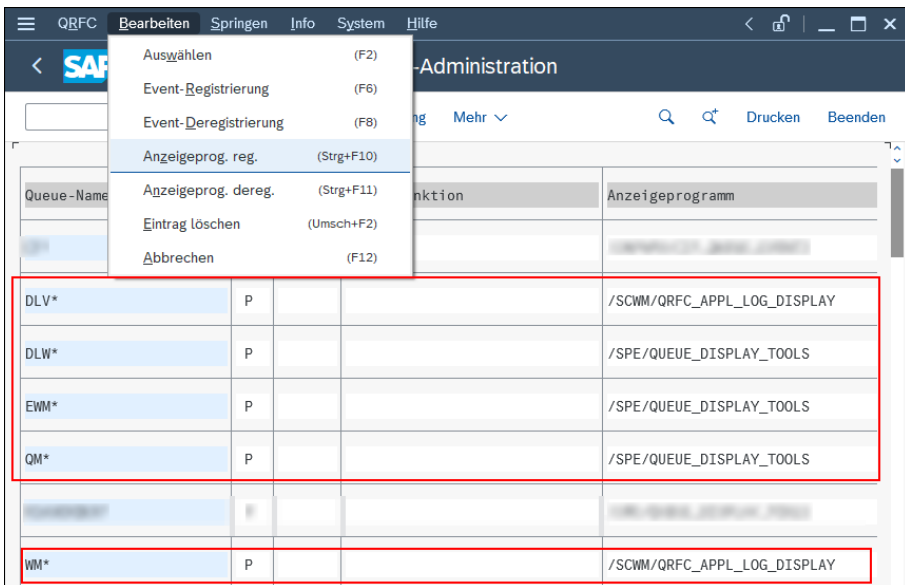 QRFC Bearbeiten Springen Info System Hilfe
SAP -Administration
Mehr Drucken Beenden
Auswählen (F2)
Event-Registrierung (F6)
Event-Deregistrierung (F8)
Anzeigeprog. reg. (Strg+F10)
Anzeigeprog. dereg. (Strg+F11)
Eintrag löschen (Umsch+F2)
Abbrechen (F12)
Queue-Name nktion Anzeigeprogramm
DLV* P /SCWM/QRFC_APPL_LOG_DISPLAY
DLW* P /SPE/QUEUE_DISPLAY_TOOLS
EWM* P /SPE/QUEUE_DISPLAY_TOOLS
QM* P /SPE/QUEUE_DISPLAY_TOOLS
WM* P /SCWM/QRFC_APPL_LOG_DISPLAY